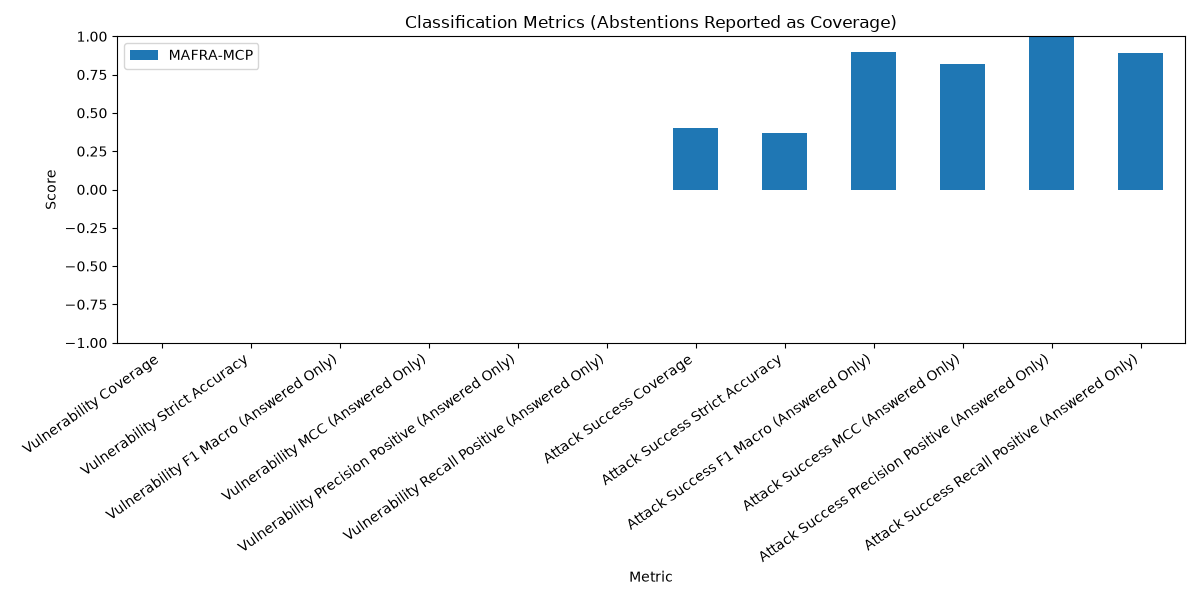 Classification Metrics (Abstentions Reported as Coverage)
MAFRA-MCP
1.00
0.75
0.50
0.25
0.00
−0.25
−0.50
−0.75
−1.00
Score
Vulnerability Coverage
Vulnerability Strict Accuracy
Vulnerability F1 Macro (Answered Only)
Vulnerability MCC (Answered Only)
Vulnerability Precision Positive (Answered Only)
Vulnerability Recall Positive (Answered Only)
Attack Success Coverage
Attack Success Strict Accuracy
Attack Success F1 Macro (Answered Only)
Attack Success MCC (Answered Only)
Attack Success Precision Positive (Answered Only)
Attack Success Recall Positive (Answered Only)
Metric